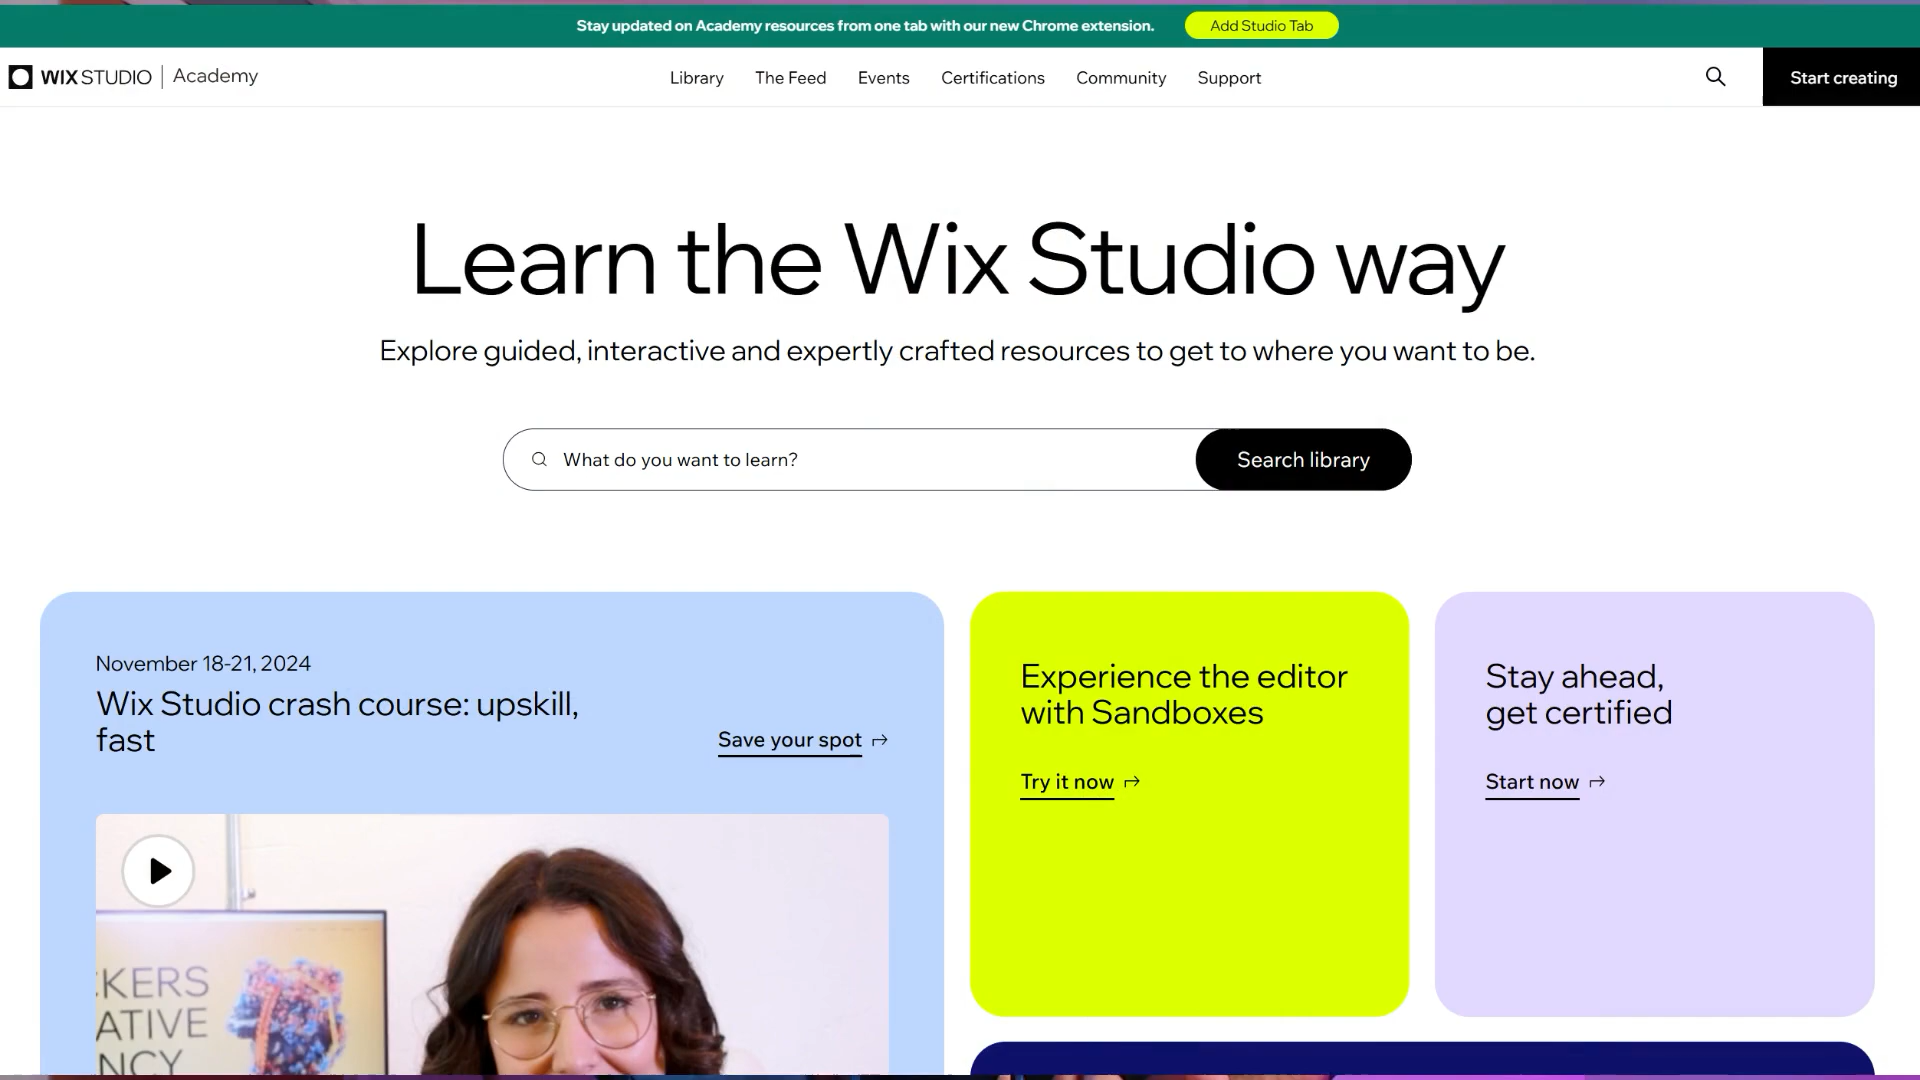 Stay updated on Academy resources from one tab with our new Chrome extension.
Add Studio Tab
WIX STUDIO | Academy
Library
The Feed
Events
Certifications
Community
Support
Start creating
Learn the Wix Studio way
Explore guided, interactive and expertly crafted resources to get to where you want to be.
What do you want to learn?
Search library
November 18-21, 2024
Wix Studio crash course: upskill,
fast
Save your spot
Experience the editor
with Sandboxes
Try it now
Stay ahead,
get certified
Start now